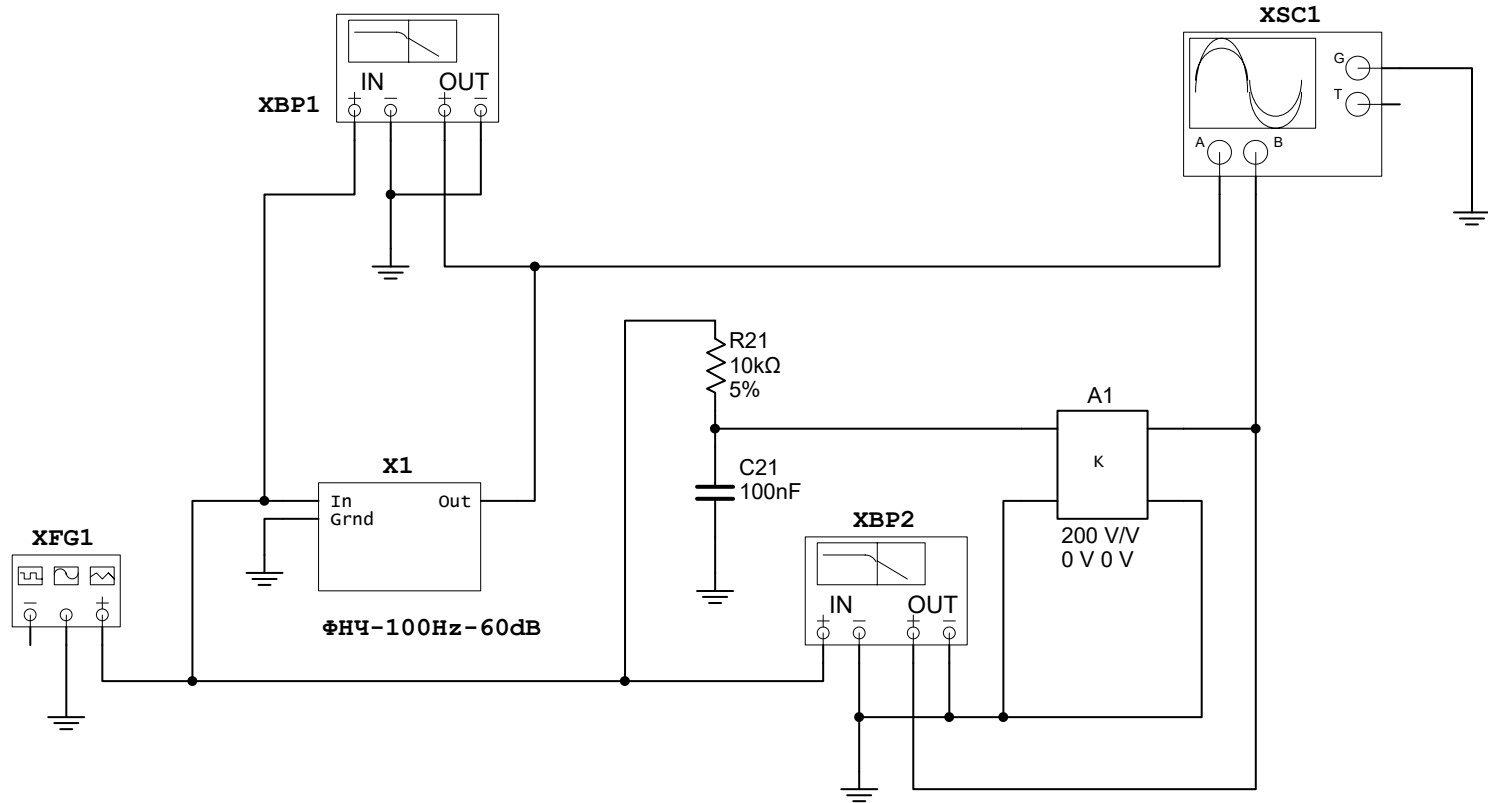 XSC1
G
T
A
B
XBP1
IN
OUT
+
−
+
−
R21
10kΩ
5%
A1
K
200 V/V
0 V 0 V
C21
100nF
X1
In
Out
Grnd
ФНЧ-100Hz-60dB
XFG1
−
+
XBP2
IN
OUT
+
−
+
−